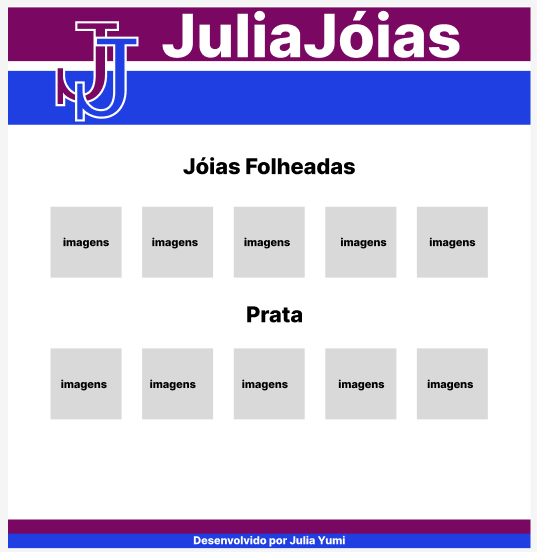 JJ
JuliaJóias
Jóias Folheadas
imagens imagens imagens imagens imagens
Prata
imagens imagens imagens imagens imagens
Desenvolvido por Julia Yumi